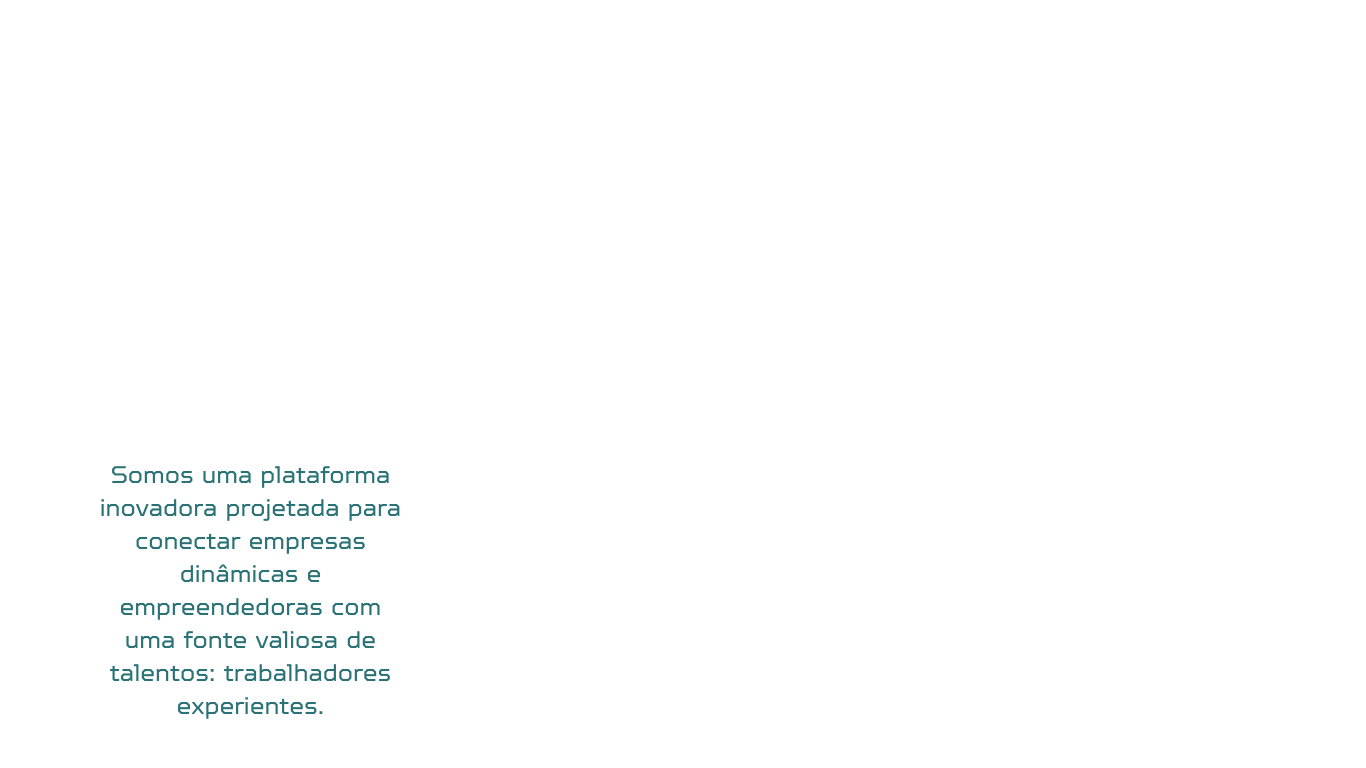 Somos uma plataforma
inovadora projetada para
conectar empresas
dinâmicas e
empreendedoras com
uma fonte valiosa de
talentos: trabalhadores
experientes.